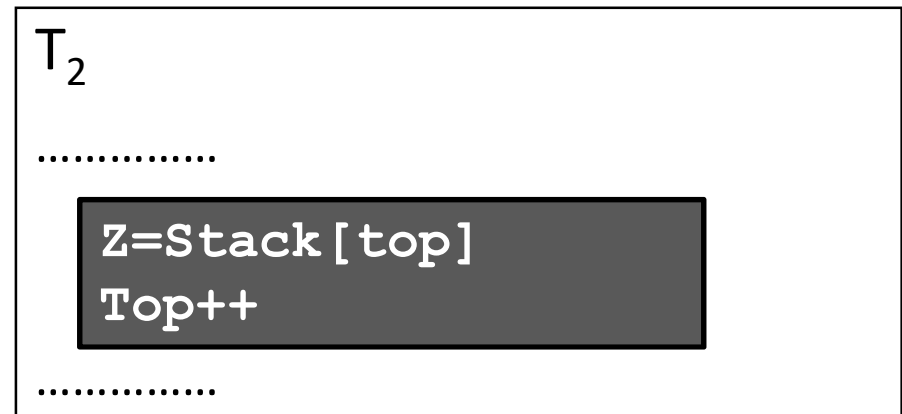 T₂
……………
Z=Stack[top]
Top++
……………